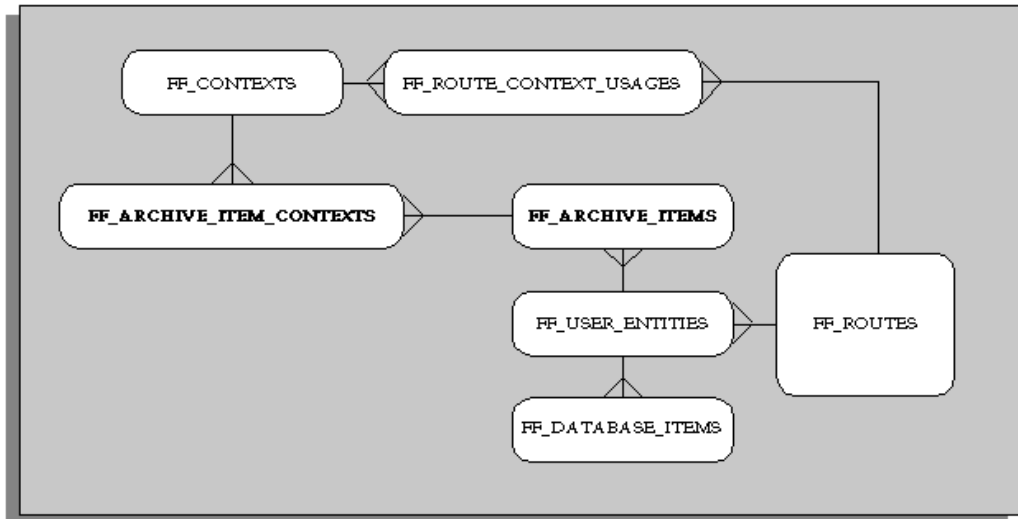 FF_CONTEXTS
FF_ROUTE_CONTEXT_USAGES
FF_ARCHIVE_ITEM_CONTEXTS
FF_ARCHIVE_ITEMS
FF_USER_ENTITIES
FF_ROUTES
FF_DATABASE_ITEMS